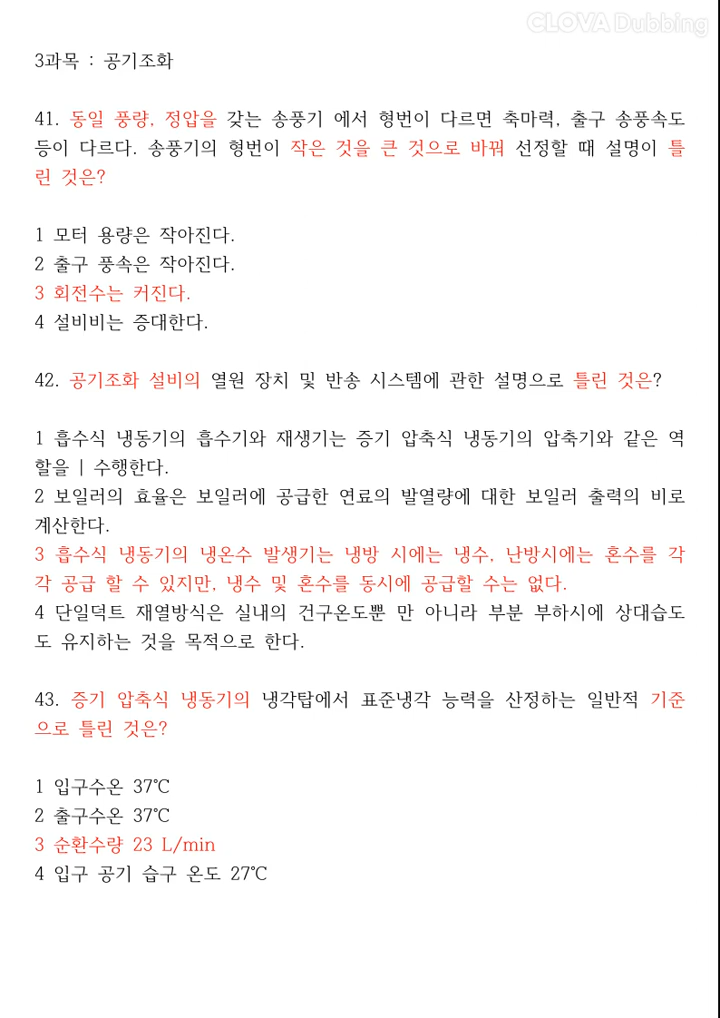 CLOVA Dubbing
3과목 : 공기조화
41. 동일 풍량, 정압을 갖는 송풍기 에서 형번이 다르면 축마력, 출구 송풍속도
등이 다르다. 송풍기의 형번이 작은 것을 큰 것으로 바꿔 선정할 때 설명이 틀
린 것은?
1 모터 용량은 작아진다.
2 출구 풍속은 작아진다.
3 회전수는 커진다.
4 설비비는 증대한다.
42. 공기조화 설비의 열원 장치 및 반송 시스템에 관한 설명으로 틀린 것은?
1 흡수식 냉동기의 흡수기와 재생기는 증기 압축식 냉동기의 압축기와 같은 역
할을 | 수행한다.
2 보일러의 효율은 보일러에 공급한 연료의 발열량에 대한 보일러 출력의 비로
계산한다.
3 흡수식 냉동기의 냉온수 발생기는 냉방 시에는 냉수, 난방시에는 혼수를 각
각 공급 할 수 있지만, 냉수 및 혼수를 동시에 공급할 수는 없다.
4 단일덕트 재열방식은 실내의 건구온도뿐 만 아니라 부분 부하시에 상대습도
도 유지하는 것을 목적으로 한다.
43. 증기 압축식 냉동기의 냉각탑에서 표준냉각 능력을 산정하는 일반적 기준
으로 틀린 것은?
1 입구수온 37℃
2 출구수온 37℃
3 순환수량 23 L/min
4 입구 공기 습구 온도 27℃